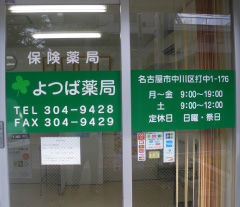 保険薬局
よつば薬局
TEL 304-9428
FAX 304-9429
名古屋市中川区打中1-176
月～金 9:00～19:00
土 9:00～12:00
定休日 日曜・祭日